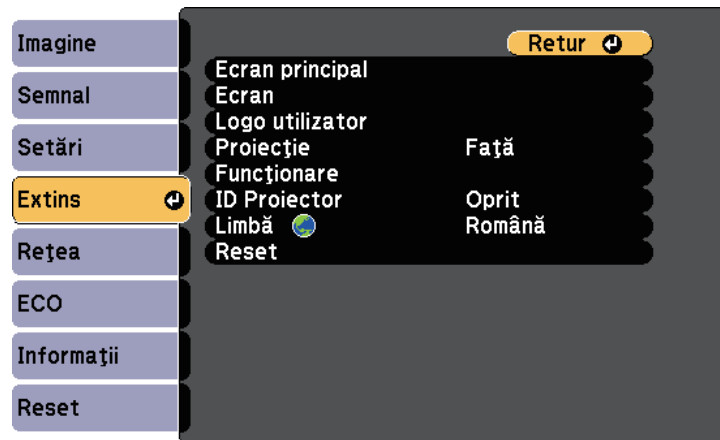 Imagine
Semnal
Setări
Extins
Reţea
ECO
Informaţii
Reset
Retur
Ecran principal
Ecran
Logo utilizator
Proiecţie Faţă
Funcţionare
ID Proiector Oprit
Limbă Română
Reset